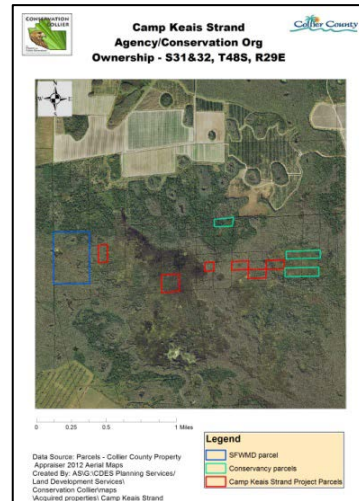 CONSERVATION
COLLIER
Collier County
Camp Keais Strand
Agency/Conservation Org
Ownership - S31&32, T48S, R29E
N
W
E
S
0 0.25 0.5 1 Miles
Data Source: Parcels - Collier County Property
Appraiser 2012 Aerial Maps
Created By: AS\G:\CDES Planning Services/
Land Development Services\
Conservation Collier\maps
\Acquired properties\ Camp Keais Strand
Legend
SFWMD parcel
Conservancy parcels
Camp Keais Strand Project Parcels